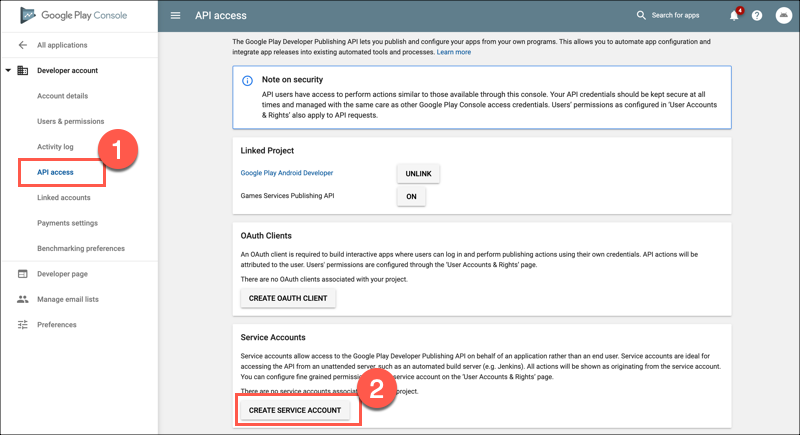 Google Play Console
API access
Search for apps
4
All applications
Developer account
Account details
Users & permissions
Activity log
1
API access
Linked accounts
Payments settings
Benchmarking preferences
Developer page
Manage email lists
Preferences
The Google Play Developer Publishing API lets you publish and configure your apps from your own programs. This allows you to automate app configuration and
integrate app releases into existing automated tools and processes. Learn more
Note on security
API users have access to perform actions similar to those available through this console. Your API credentials should be kept secure at all
times and managed with the same care as other Google Play Console access credentials. Users' permissions as configured in 'User Accounts
& Rights' also apply to API requests.
Linked Project
Google Play Android Developer
UNLINK
Games Services Publishing API
ON
OAuth Clients
An OAuth client is required to build interactive apps where users can log in and perform publishing actions using their own credentials. API actions will be
attributed to the user. Users' permissions are configured through the 'User Accounts & Rights' page.
There are no OAuth clients associated with your project.
CREATE OAUTH CLIENT
Service Accounts
Service accounts allow access to the Google Play Developer Publishing API on behalf of an application rather than an end user. Service accounts are ideal for
accessing the API from an unattended server, such as an automated build server (e.g. Jenkins). All actions will be shown as originating from the service account.
You can configure fine grained service account on the 'User Accounts & Rights' page.
There are no service accounts project.
2
CREATE SERVICE ACCOUNT